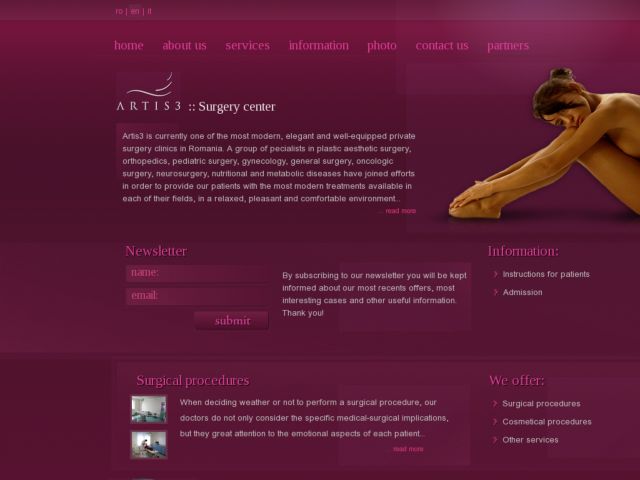 ro | en | it
home about us services information photo contact us partners
ARTIS3 :: Surgery center
Artis3 is currently one of the most modern, elegant and well-equipped private
surgery clinics in Romania. A group of pecialists in plastic aesthetic surgery,
orthopedics, pediatric surgery, gynecology, general surgery, oncologic
surgery, neurosurgery, nutritional and metabolic diseases have joined efforts
in order to provide our patients with the most modern treatments available in
each of their fields, in a relaxed, pleasant and comfortable environment...
... read more
Newsletter
name:
email:
submit
By subscribing to our newsletter you will be kept
informed about our most recents offers, most
interesting cases and other useful information.
Thank you!
Information:
Instructions for patients
Admission
Surgical procedures
When deciding weather or not to perform a surgical procedure, our
doctors do not only consider the specific medical-surgical implications,
but they great attention to the emotional aspects of each patient...
... read more
We offer:
Surgical procedures
Cosmetical procedures
Other services